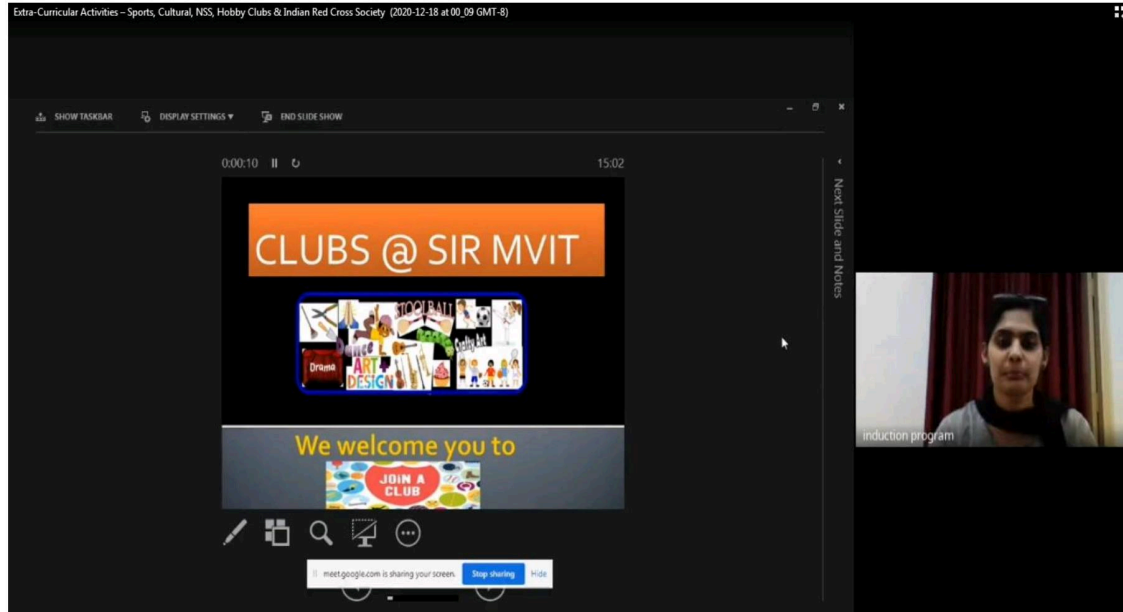 Extra-Curricular Activities – Sports, Cultural, NSS, Hobby Clubs & Indian Red Cross Society (2020-12-18 at 00_09 GMT-8)
SHOW TASKBAR DISPLAY SETTINGS ▼ END SLIDE SHOW
0:00:10 15:02
Next Slide and Notes
CLUBS @ SIR MVIT
STOOLBALL
Dance
Crafty Art
Drama
ART+
DESIGN
We welcome you to
JOIN A
CLUB
induction program
meet.google.com is sharing your screen. Stop sharing Hide